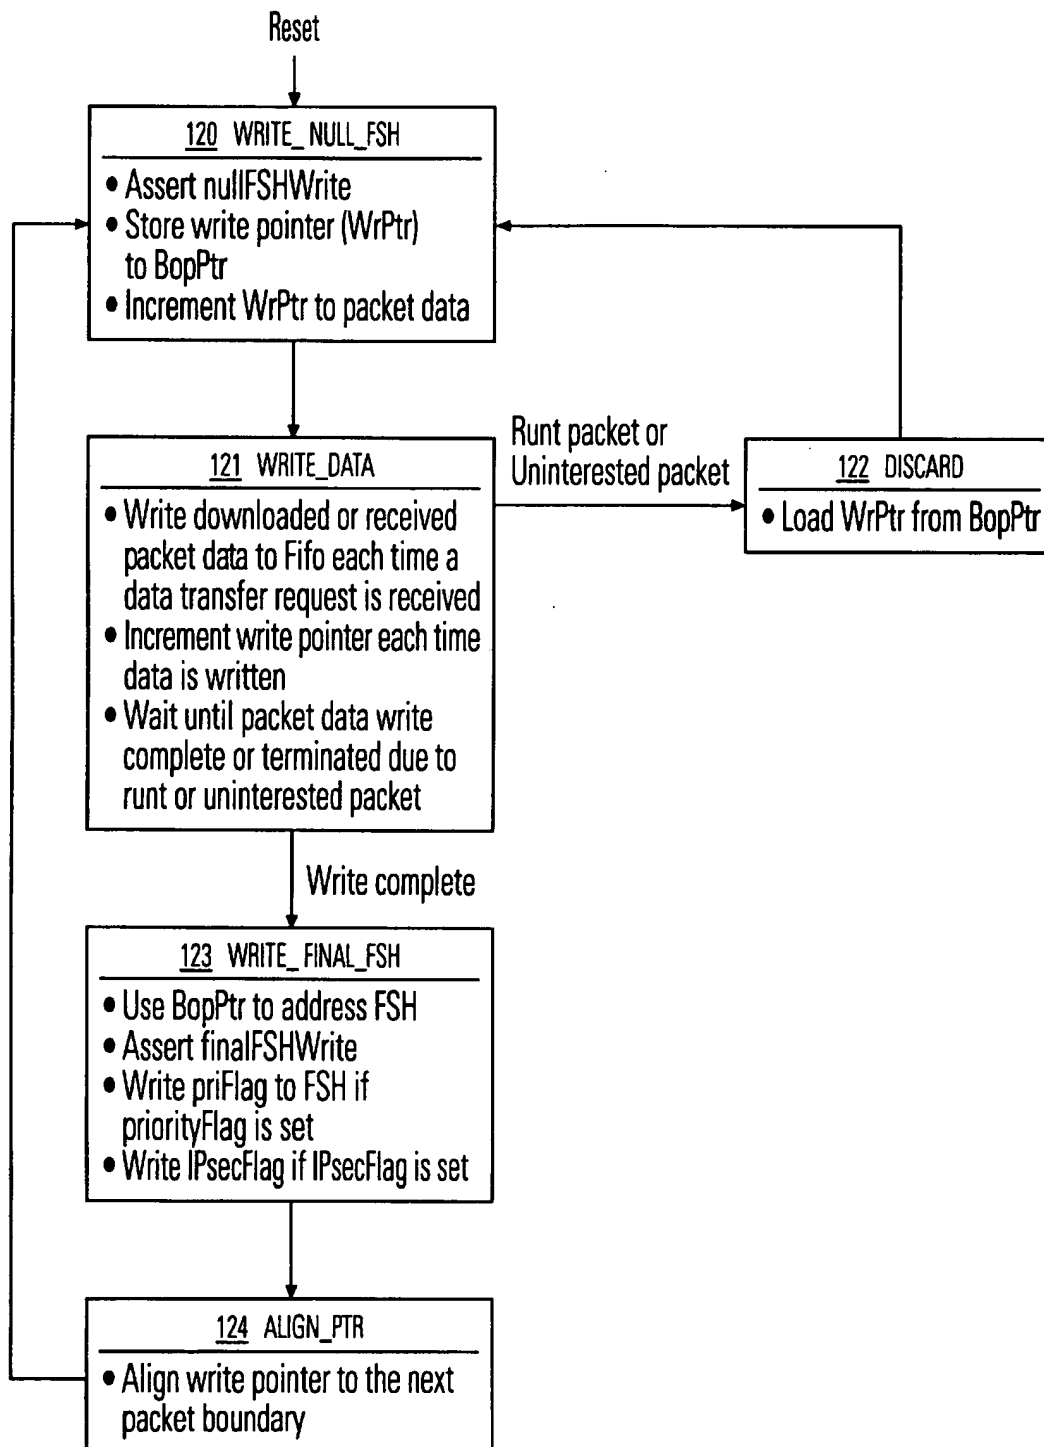 Reset
120 WRITE_NULL_FSH
• Assert nullFSHWrite
• Store write pointer (WrPtr)
to BopPtr
• Increment WrPtr to packet data
Runt packet or
Uninterested packet
121 WRITE_DATA
• Write downloaded or received
packet data to Fifo each time a
data transfer request is received
• Increment write pointer each time
data is written
• Wait until packet data write
complete or terminated due to
runt or uninterested packet
122 DISCARD
• Load WrPtr from BopPtr
Write complete
123 WRITE_FINAL_FSH
• Use BopPtr to address FSH
• Assert finalFSHWrite
• Write priFlag to FSH if
priorityFlag is set
• Write IPsecFlag if IPsecFlag is set
124 ALIGN_PTR
• Align write pointer to the next
packet boundary